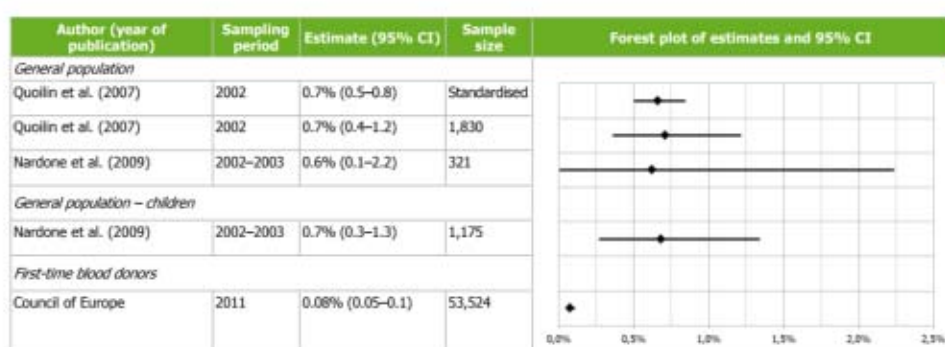 Author (year of publication) Sampling period Estimate (95% CI) Sample size Forest plot of estimates and 95% CI
General population
Quoilin et al. (2007) 2002 0.7% (0.5–0.8) Standardised
Quoilin et al. (2007) 2002 0.7% (0.4–1.2) 1,830
Nardone et al. (2009) 2002–2003 0.6% (0.1–2.2) 321
General population – children
Nardone et al. (2009) 2002–2003 0.7% (0.3–1.3) 1,175
First-time blood donors
Council of Europe 2011 0.08% (0.05–0.1) 53,524
0,0% 0,5% 1,0% 1,5% 2,0% 2,5%